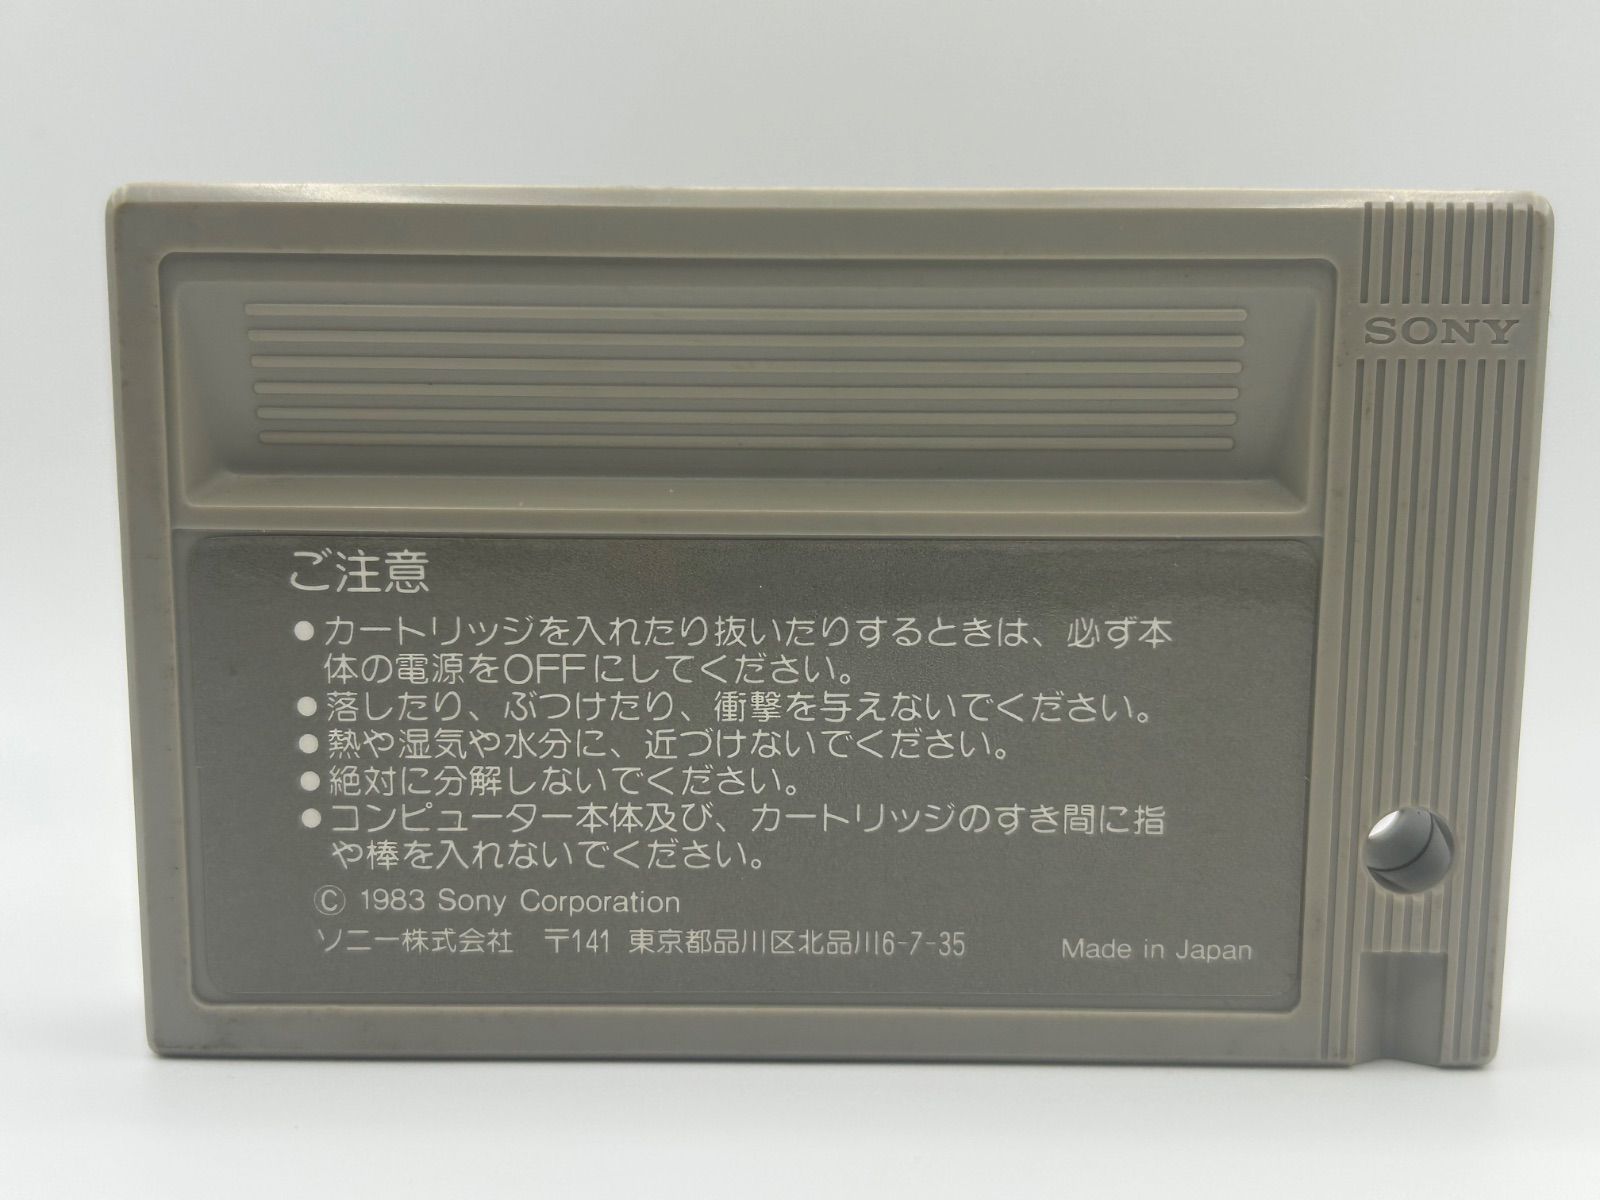 SONY
ご注意
●カートリッジを入れたり抜いたりするときは、必ず本
体の電源をOFFにしてください。
●落したり、ぶつけたり、衝撃を与えないでください。
●熱や湿気や水分に、近づけないでください。
●絶対に分解しないでください。
●コンピューター本体及び、カートリッジのすき間に指
や棒を入れないでください。
© 1983 Sony Corporation
ソニー株式会社 〒141 東京都品川区北品川6-7-35 Made in Japan